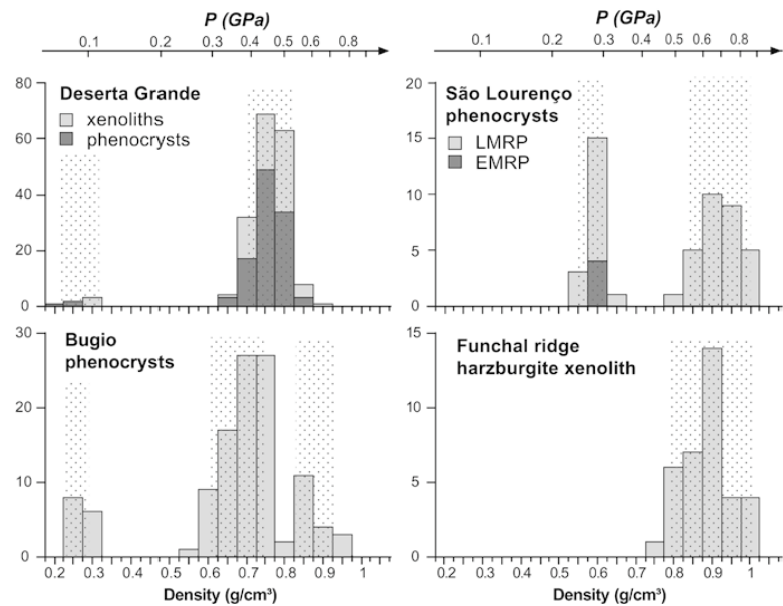 P (GPa)
0.1 0.2 0.3 0.4 0.5 0.6 0.8
P (GPa)
0.1 0.2 0.3 0.4 0.5 0.6 0.8
80
60
40
20
0
Deserta Grande
xenoliths
phenocrysts
20
15
10
5
0
São Lourenço
phenocrysts
LMRP
EMRP
30
20
10
0
Bugio
phenocrysts
0.2 0.3 0.4 0.5 0.6 0.7 0.8 0.9 1
Density (g/cm³)
15
10
5
0
Funchal ridge
harzburgite xenolith
0.2 0.3 0.4 0.5 0.6 0.7 0.8 0.9 1
Density (g/cm³)